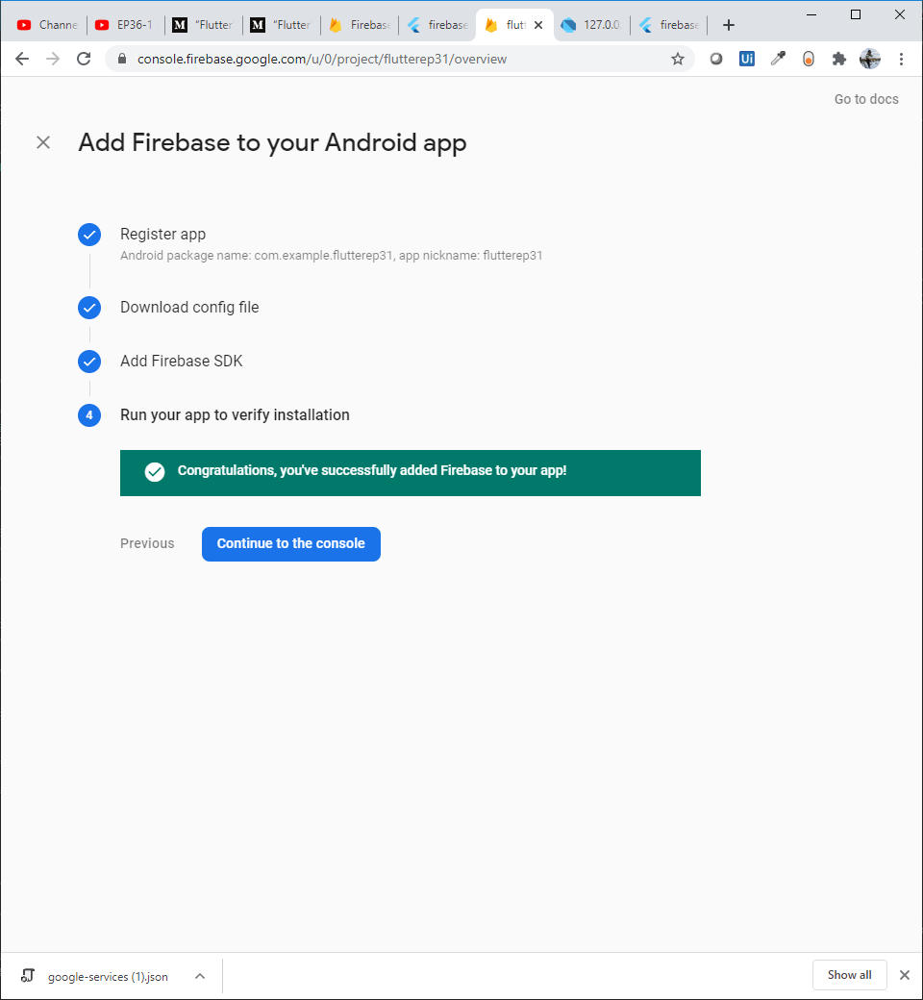 Channe
EP36-1
M
"Flutter
M
"Flutter
Firebase
firebase
flutt
127.0.0.
firebase
console.firebase.google.com/u/0/project/flutterep31/overview
Ui
Go to docs
Add Firebase to your Android app
Register app
Android package name: com.example.flutterep31, app nickname: flutterep31
Download config file
Add Firebase SDK
4
Run your app to verify installation
Congratulations, you've successfully added Firebase to your app!
Previous
Continue to the console
google-services (1).json
Show all